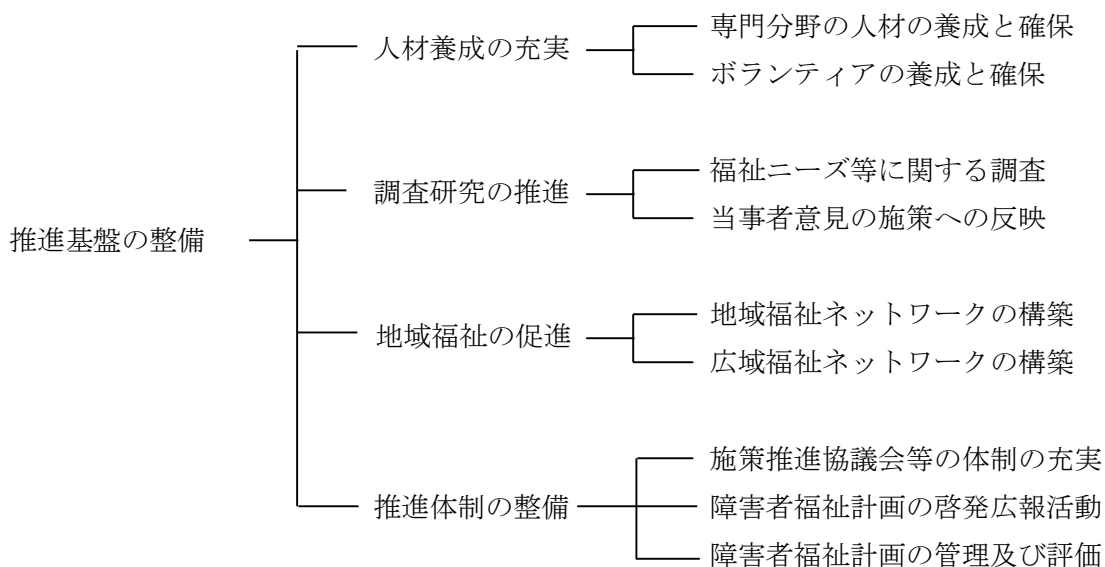 推進基盤の整備
人材養成の充実
専門分野の人材の養成と確保
ボランティアの養成と確保
調査研究の推進
福祉ニーズ等に関する調査
当事者意見の施策への反映
地域福祉の促進
地域福祉ネットワークの構築
広域福祉ネットワークの構築
推進体制の整備
施策推進協議会等の体制の充実
障害者福祉計画の啓発広報活動
障害者福祉計画の管理及び評価